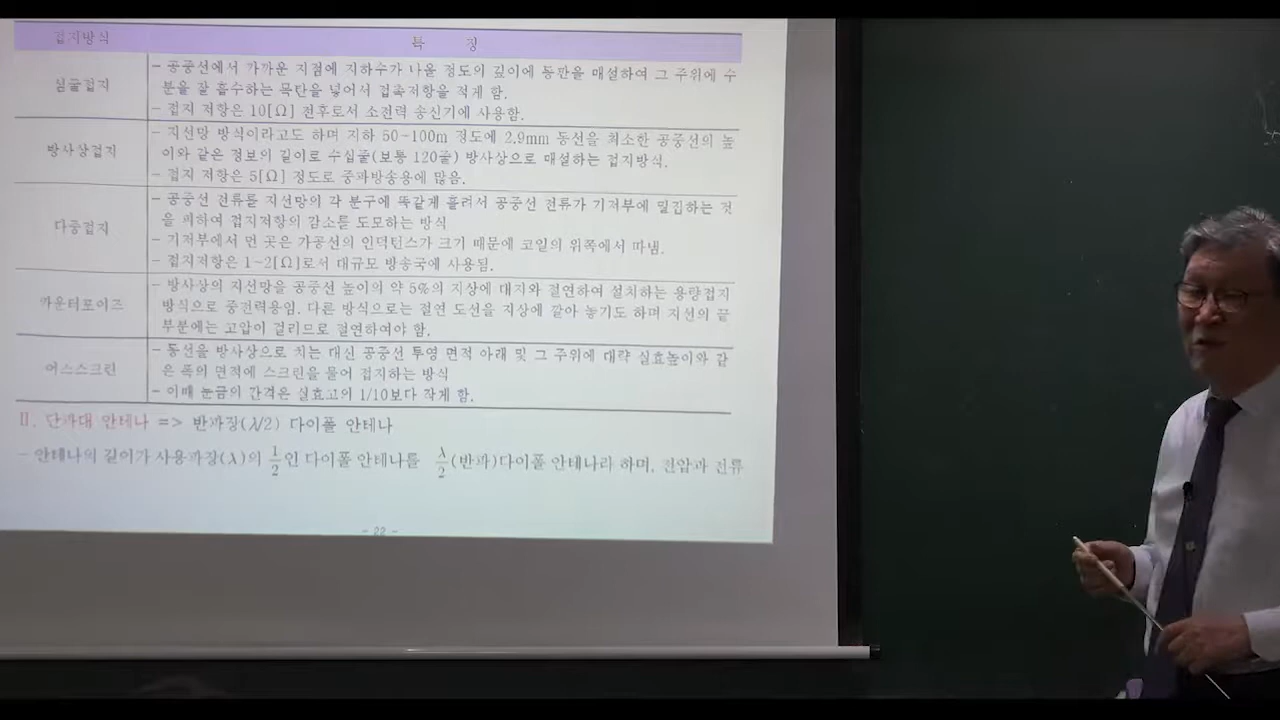 접지방식 특 징
심굴접지
- 공중선에서 가까운 지점에 지하수가 나올 정도의 깊이에 동판을 매설하여 그 주위에 수
분을 잘 흡수하는 목탄을 넣어서 접촉저항을 적게 함.
- 접지 저항은 10[Ω] 전후로서 소전력 송신기에 사용함.
방사상접지
- 지선망 방식이라고도 하며 지하 50~100m 정도에 2.9mm 동선을 최소한 공중선의 높
이와 같은 정보의 길이로 수십줄(보통 120줄) 방사상으로 매설하는 접지방식.
- 접지 저항은 5[Ω] 정도로 중파방송용에 많음.
다중접지
- 공중선 전류를 지선망의 각 분구에 똑같게 흘려서 공중선 전류가 기저부에 밀집하는 것
을 피하여 접지저항의 감소를 도모하는 방식
- 기저부에서 먼 곳은 가공선의 인덕턴스가 크기 때문에 코일의 위쪽에서 따냄.
- 접지저항은 1~2[Ω]로서 대규모 방송국에 사용됨.
카운터포이즈
- 방사상의 지선망을 공중선 높이의 약 5%의 지상에 대지와 절연하여 설치하는 용량접지
방식으로 중전력용임. 다른 방식으로는 절연 도선을 지상에 깔아 놓기도 하며 지선의 끝
부분에는 고압이 걸리므로 절연하여야 함.
어스스크린
- 동선을 방사상으로 치는 대신 공중선 투영 면적 아래 및 그 주위에 대략 실효높이와 같
은 폭의 면적에 스크린을 묻어 접지하는 방식
- 이때 눈금의 간격은 실효고의 1/10보다 작게 함.
II. 단파대 안테나 => 반파장(λ/2) 다이폴 안테나
- 안테나의 길이가 사용파장(λ)의 1/2인 다이폴 안테나를 λ/2(반파)다이폴 안테나라 하며, 전압과 전류
- 22 -